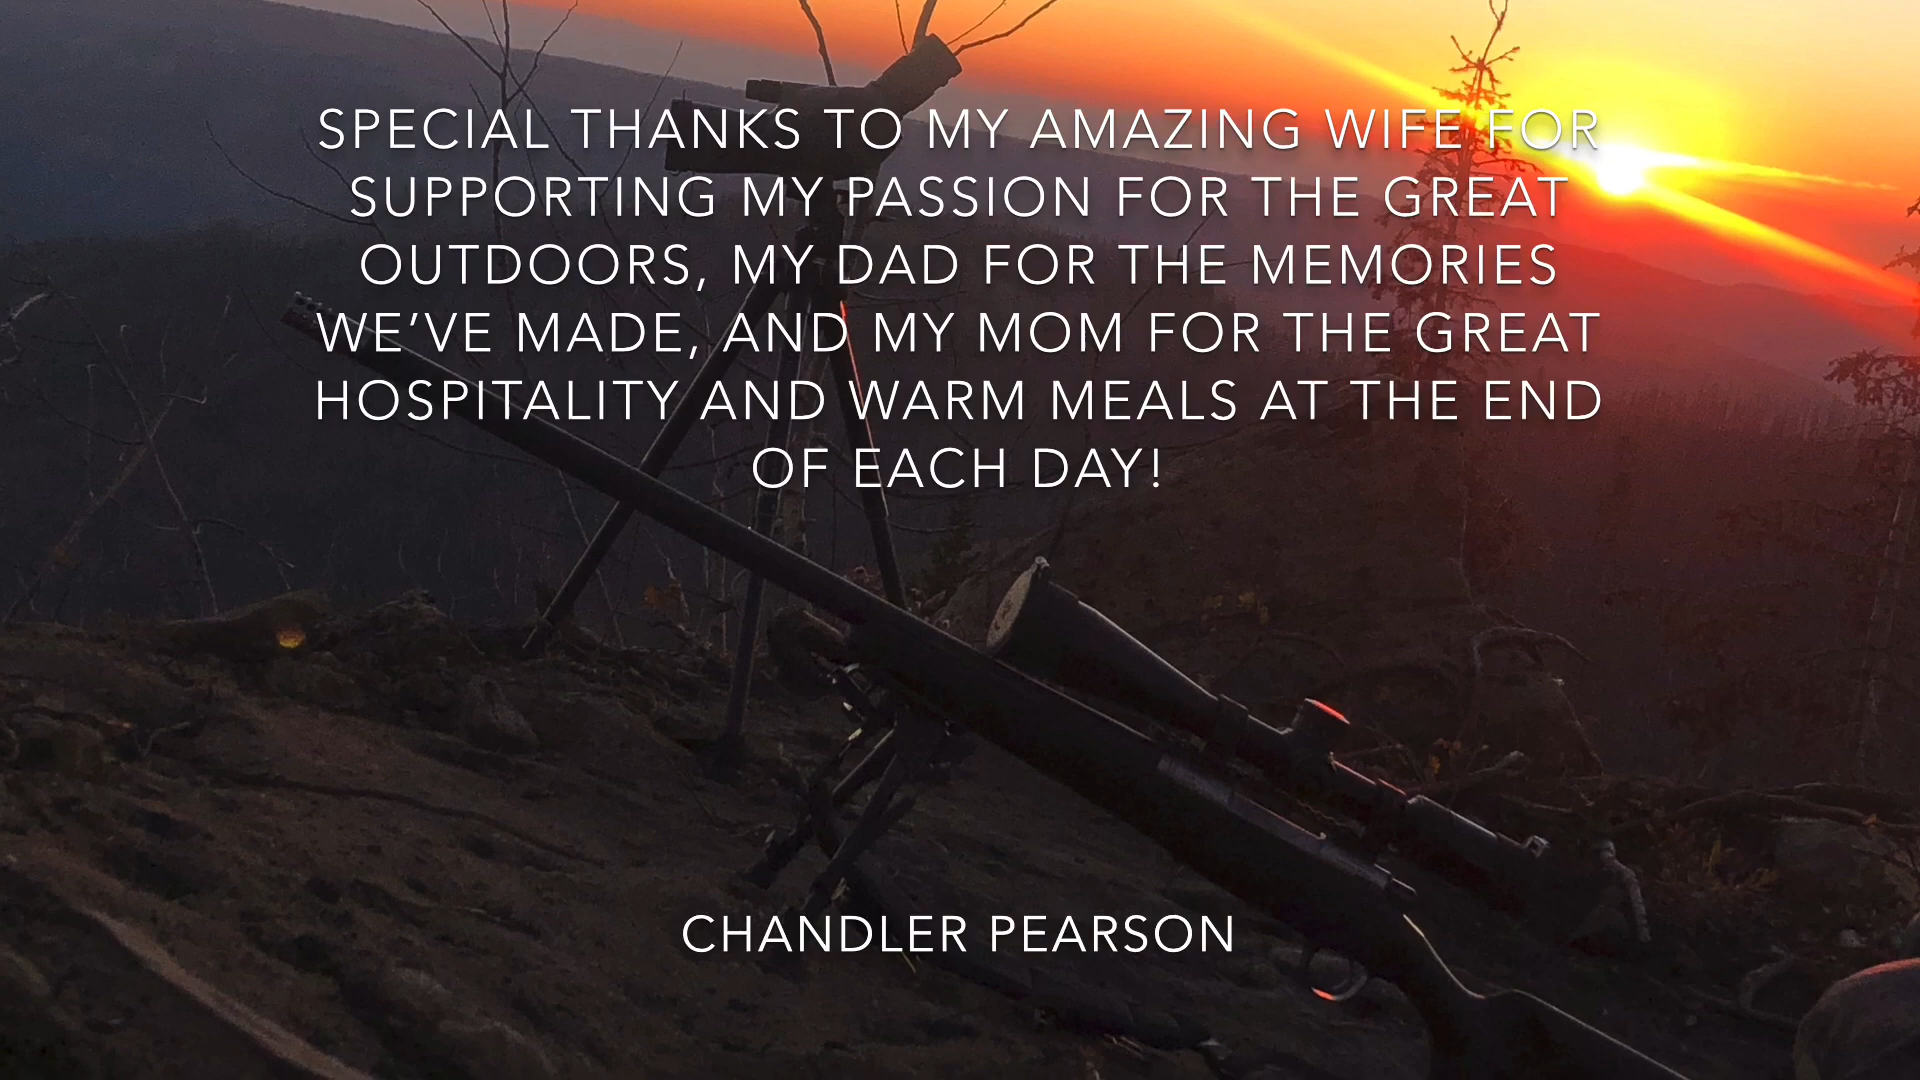 SPECIAL THANKS TO MY AMAZING WIFE FOR
SUPPORTING MY PASSION FOR THE GREAT
OUTDOORS, MY DAD FOR THE MEMORIES
WE’VE MADE, AND MY MOM FOR THE GREAT
HOSPITALITY AND WARM MEALS AT THE END
OF EACH DAY!
CHANDLER PEARSON